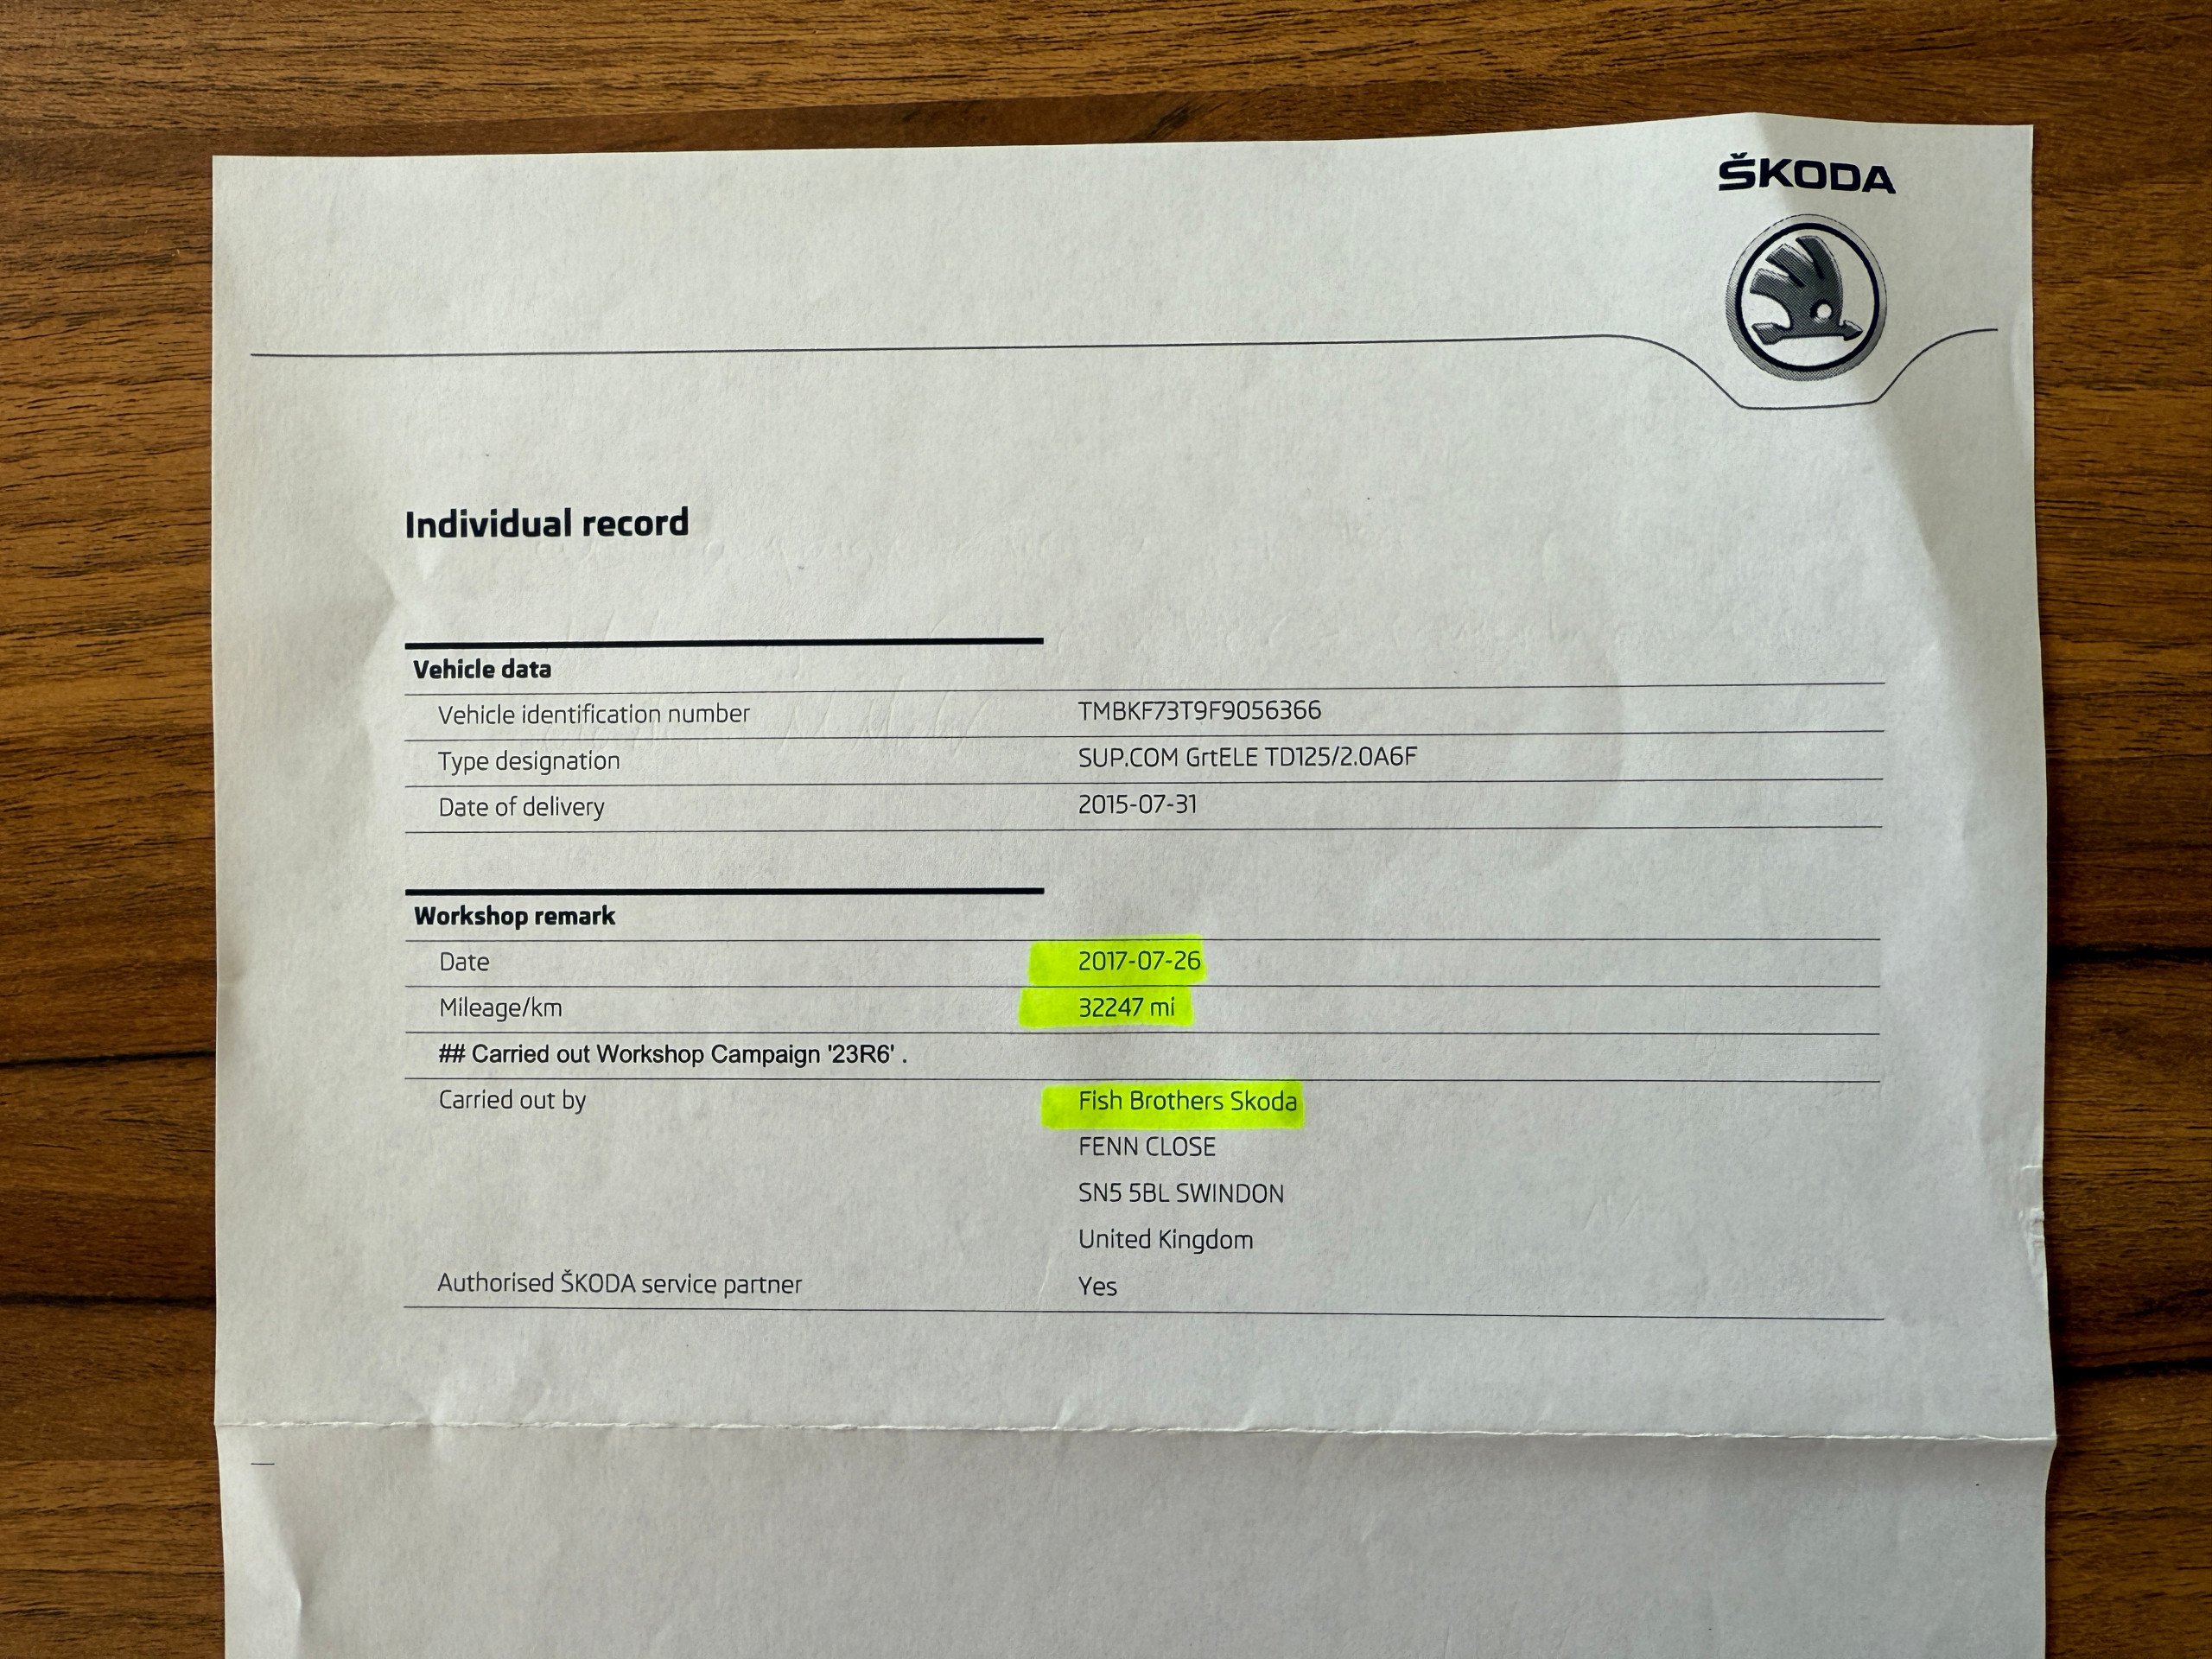 ŠKODA
Individual record
Vehicle data
Vehicle identification number TMBKF73T9F9056366
Type designation SUP.COM GrtELE TD125/2.0A6F
Date of delivery 2015-07-31
Workshop remark
Date 2017-07-26
Mileage/km 32247 mi
## Carried out Workshop Campaign '23R6' .
Carried out by Fish Brothers Skoda
FENN CLOSE
SN5 5BL SWINDON
United Kingdom
Authorised ŠKODA service partner Yes